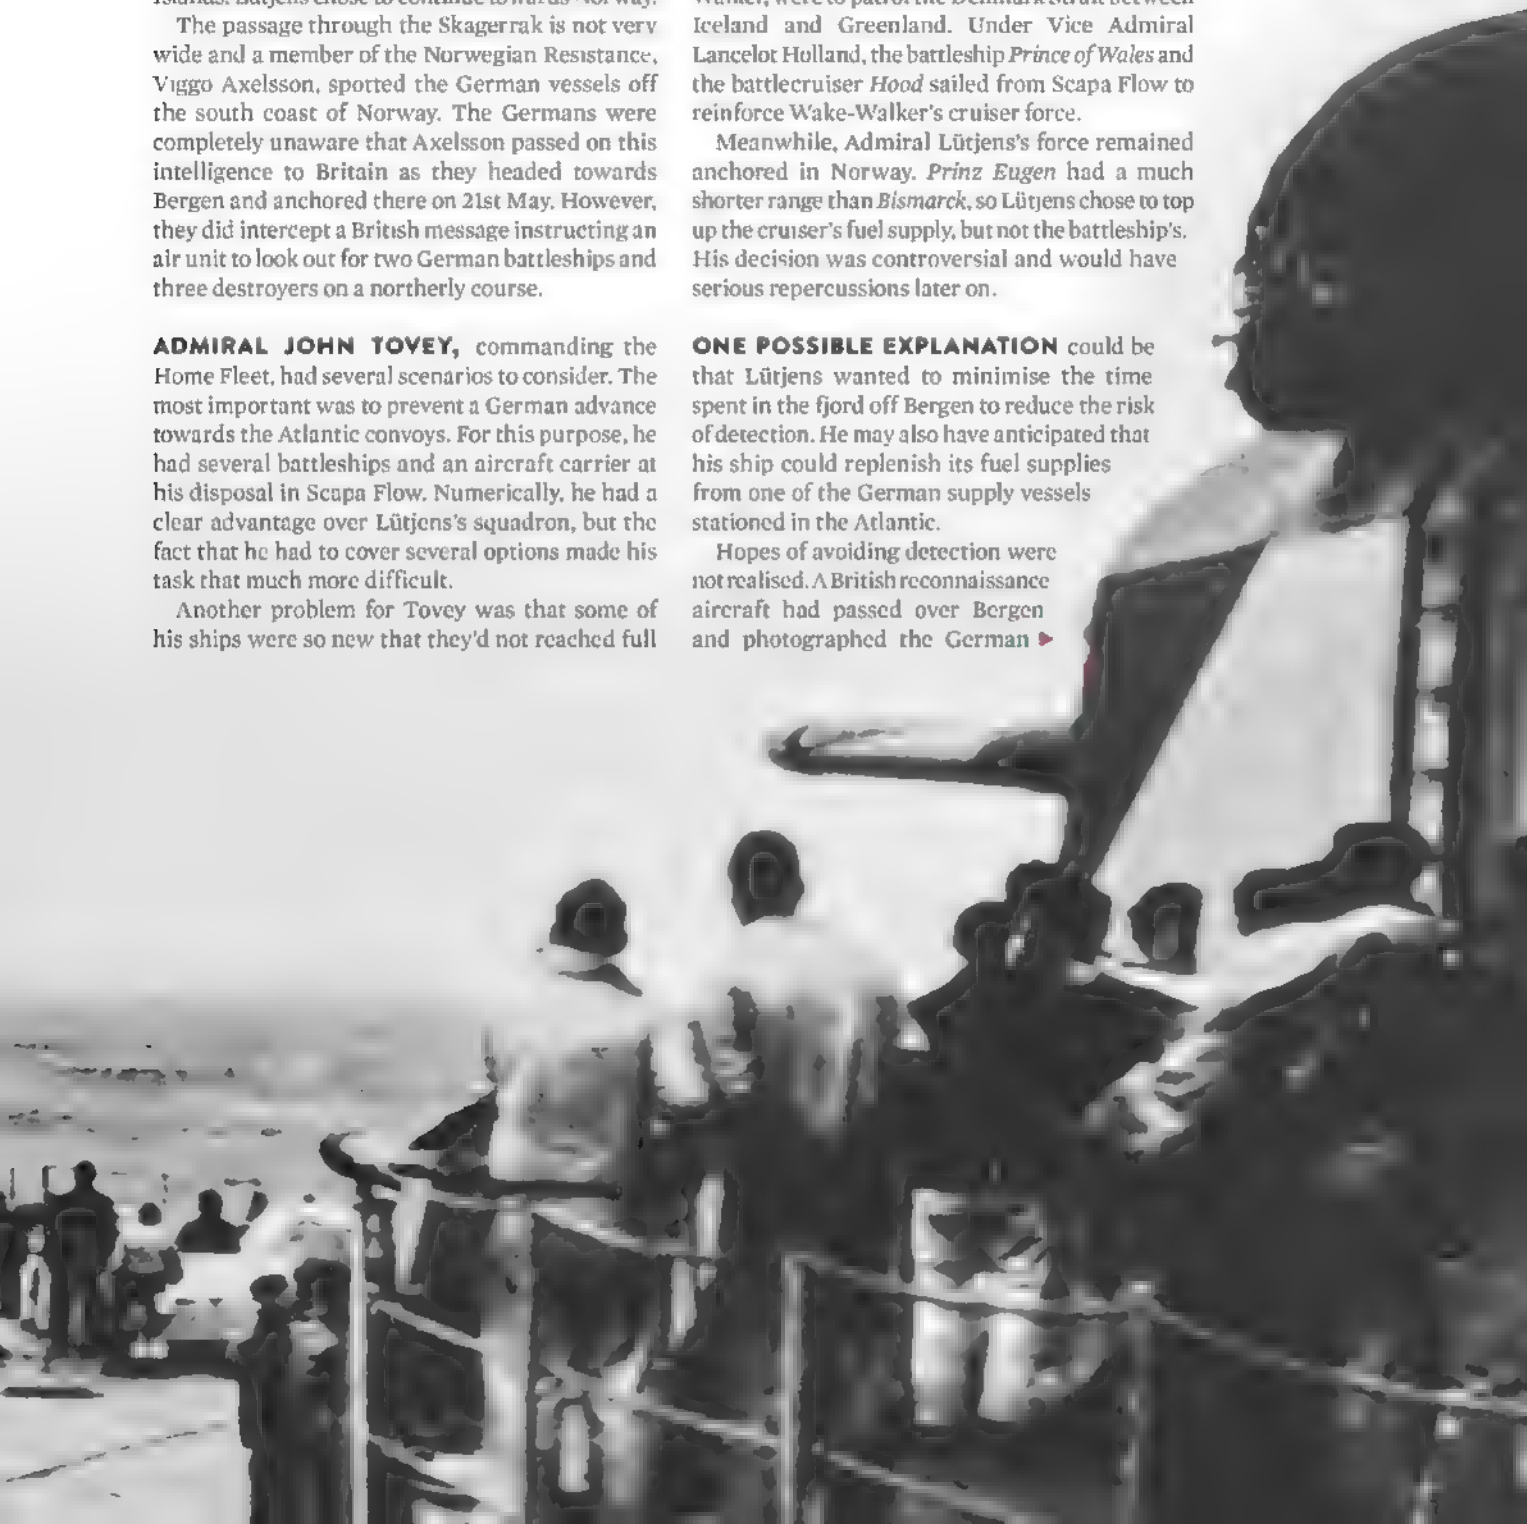 The passage through the Skagerrak is not very
wide and a member of the Norwegian Resistance,
Viggo Axelsson, spotted the German vessels off
the south coast of Norway. The Germans were
completely unaware that Axelsson passed on this
intelligence to Britain as they headed towards
Bergen and anchored there on 21st May. However,
they did intercept a British message instructing an
air unit to look out for two German battleships and
three destroyers on a northerly course.
ADMIRAL JOHN TOVEY, commanding the
Home Fleet, had several scenarios to consider. The
most important was to prevent a German advance
towards the Atlantic convoys. For this purpose, he
had several battleships and an aircraft carrier at
his disposal in Scapa Flow. Numerically, he had a
clear advantage over Lütjens's squadron, but the
fact that he had to cover several options made his
task that much more difficult.
Another problem for Tovey was that some of
his ships were so new that they'd not reached full
Iceland and Greenland. Under Vice Admiral
Lancelot Holland, the battleship Prince of Wales and
the battlecruiser Hood sailed from Scapa Flow to
reinforce Wake-Walker's cruiser force.
Meanwhile, Admiral Lütjens's force remained
anchored in Norway. Prinz Eugen had a much
shorter range than Bismarck, so Lütjens chose to top
up the cruiser's fuel supply, but not the battleship's.
His decision was controversial and would have
serious repercussions later on.
ONE POSSIBLE EXPLANATION could be
that Lütjens wanted to minimise the time
spent in the fjord off Bergen to reduce the risk
of detection. He may also have anticipated that
his ship could replenish its fuel supplies
from one of the German supply vessels
stationed in the Atlantic.
Hopes of avoiding detection were
not realised. A British reconnaissance
aircraft had passed over Bergen
and photographed the German